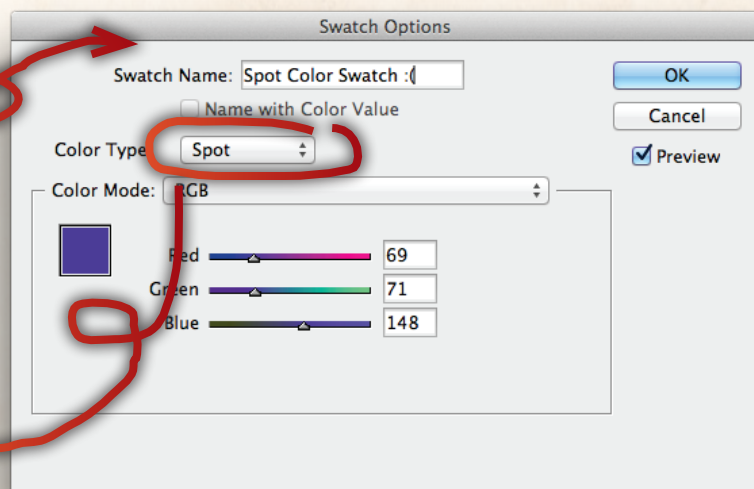 Swatch Options
Swatch Name: Spot Color Swatch :(
OK
Name with Color Value
Cancel
Color Type Spot
Preview
Color Mode: RGB
Red 69
Green 71
Blue 148